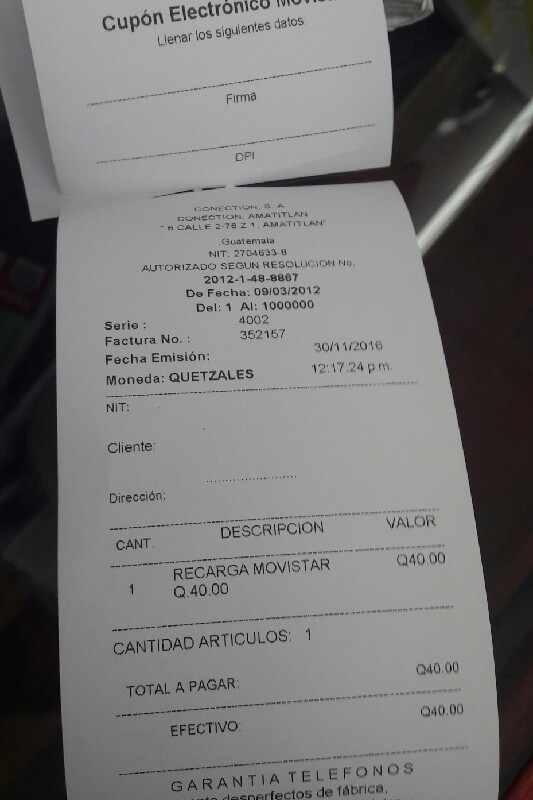 Cupón Electrónico Movistar
Llenar los siguientes datos:
Firma
DPI
CONECTION, S. A.
CONECTION, AMATITLAN
" 6 CALLE 2-76 Z 1, AMATITLAN"
,Guatemala
NIT: 2704633-8
AUTORIZADO SEGUN RESOLUCION No.
2012-1-48-8867
De Fecha: 09/03/2012
Del: 1 Al: 1000000
Serie : 4002
Factura No. : 352157
Fecha Emisión: 30/11/2016
Moneda: QUETZALES 12:17:24 p.m.
NIT:
Cliente:
Dirección:
CANT. DESCRIPCION VALOR
1 RECARGA MOVISTAR Q40.00
Q.40.00
CANTIDAD ARTICULOS: 1
TOTAL A PAGAR: Q40.00
EFECTIVO: Q40.00
GARANTIA TELEFONOS
desperfectos de fábrica,